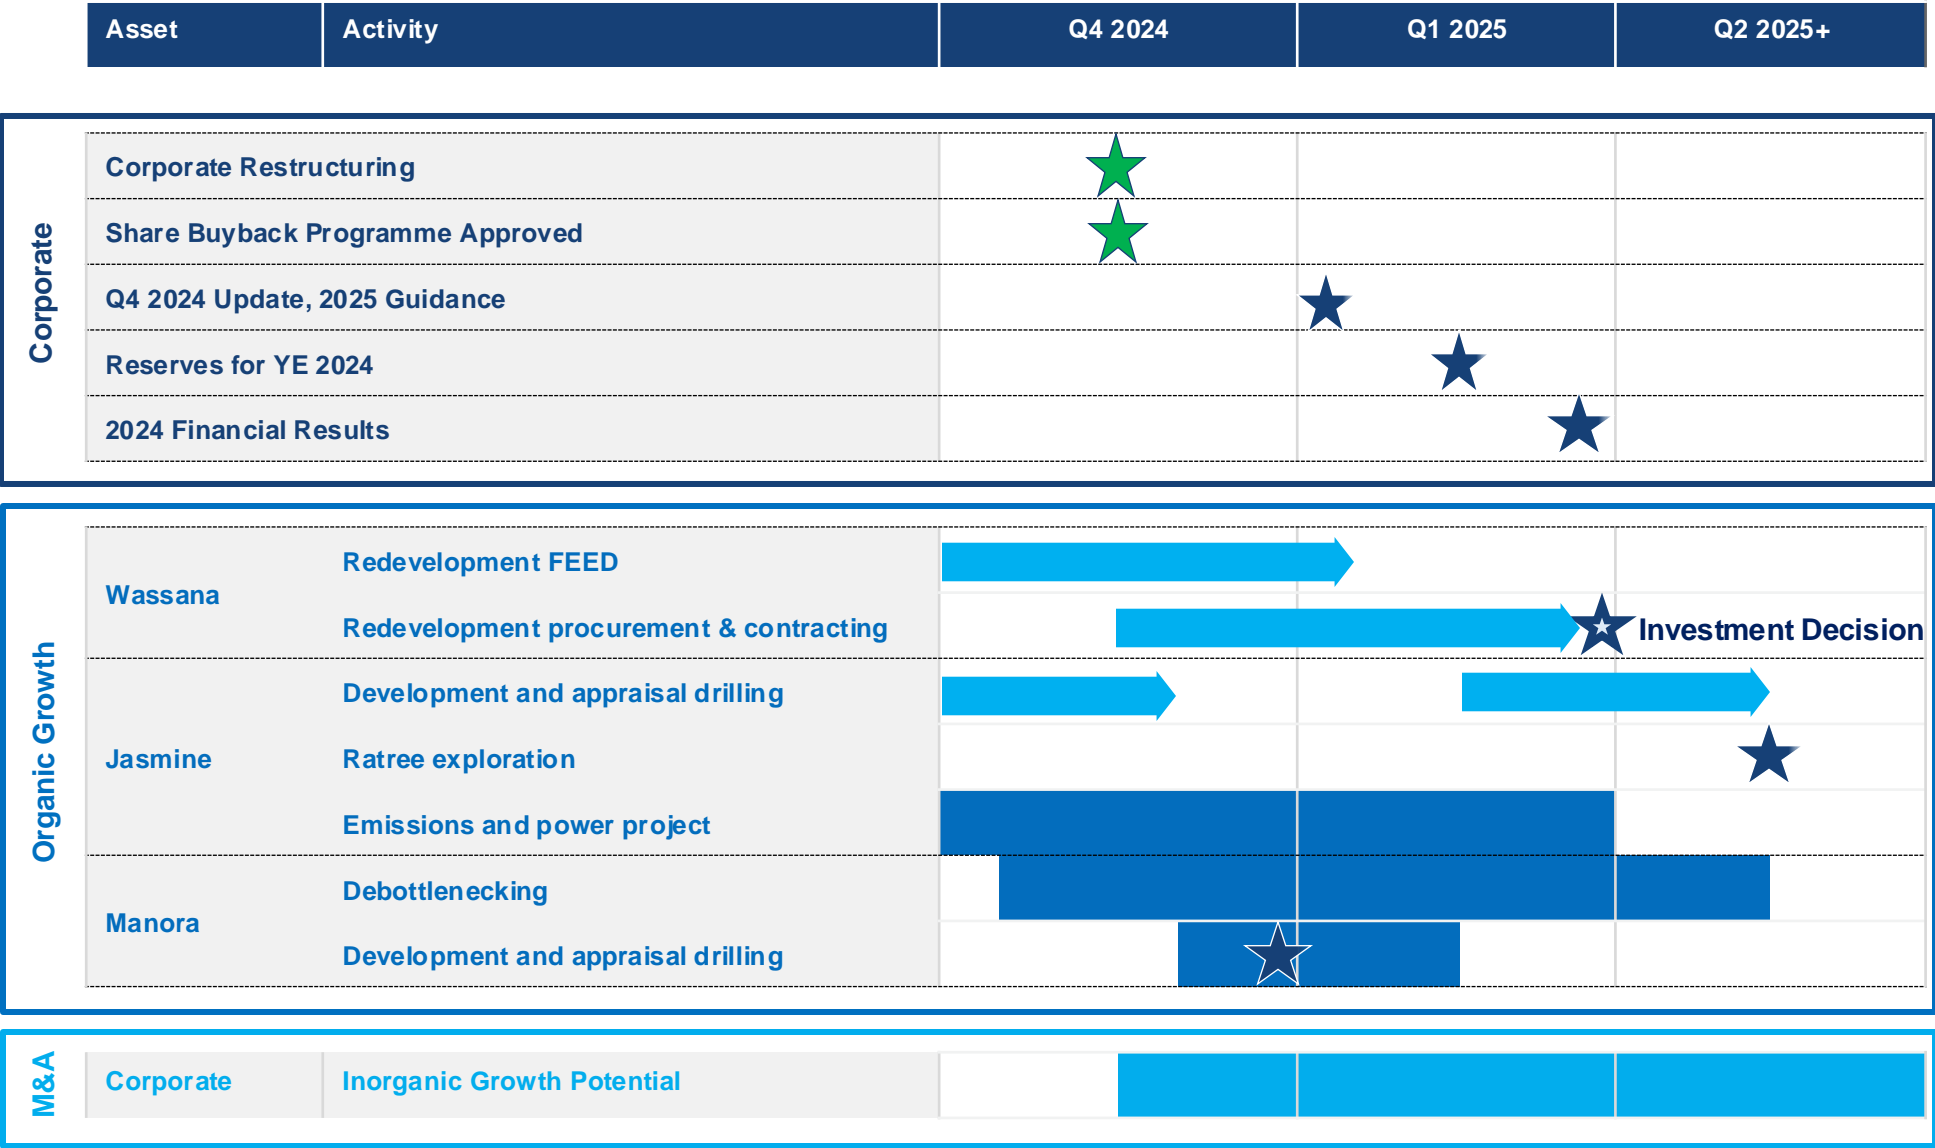 Asset Activity Q4 2024 Q1 2025 Q2 2025+
Corporate
Corporate Restructuring
Share Buyback Programme Approved
Q4 2024 Update, 2025 Guidance
Reserves for YE 2024
2024 Financial Results
Organic Growth
Wassana
Redevelopment FEED
Redevelopment procurement & contracting Investment Decision
Jasmine
Development and appraisal drilling
Ratree exploration
Emissions and power project
Manora
Debottlenecking
Development and appraisal drilling
M&A
Corporate Inorganic Growth Potential